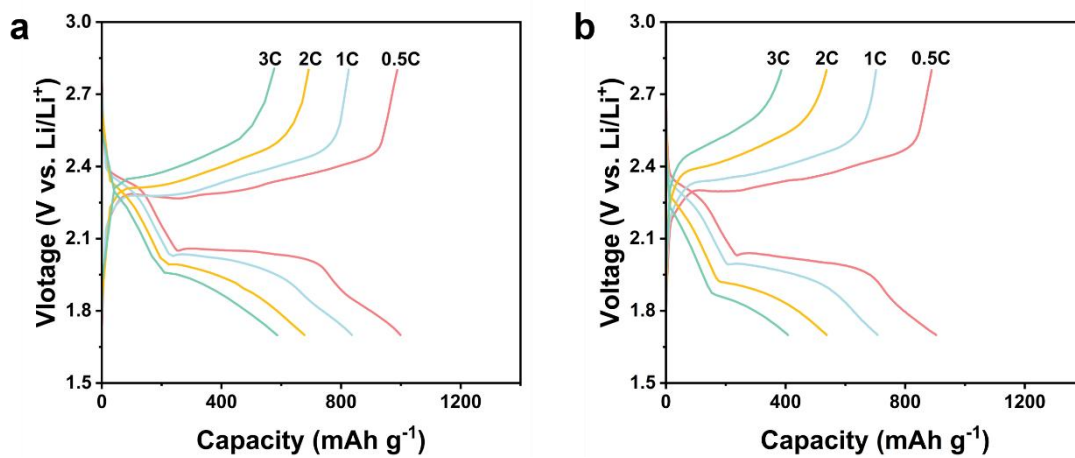 a
3.0
2.7
2.4
2.1
1.8
1.5
Vlotage (V vs. Li/Li⁺)
3C 2C 1C 0.5C
0 400 800 1200
Capacity (mAh g⁻¹)
b
3.0
2.7
2.4
2.1
1.8
1.5
Voltage (V vs. Li/Li⁺)
3C 2C 1C 0.5C
0 400 800 1200
Capacity (mAh g⁻¹)